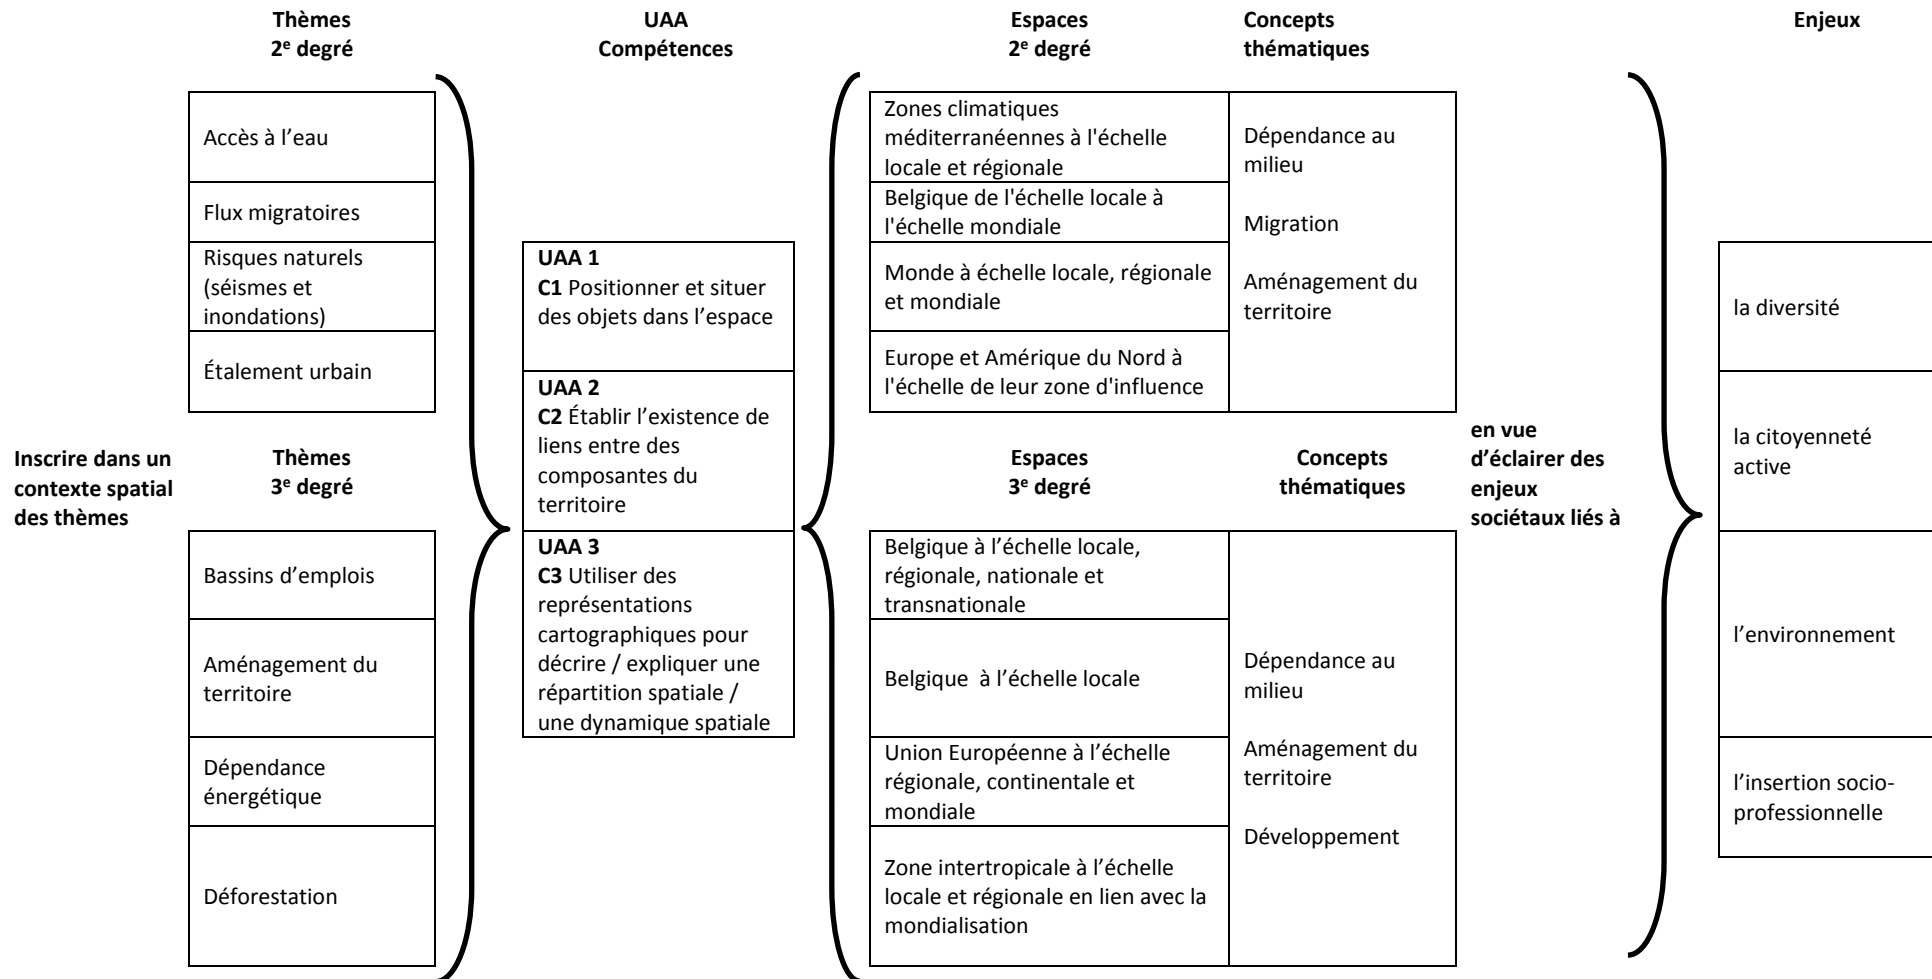 Thèmes
2e degré
UAA
Compétences
Espaces
2e degré
Concepts
thématiques
Enjeux
Accès à l’eau
Flux migratoires
Risques naturels
(séismes et
inondations)
Étalement urbain
Inscrire dans un
contexte spatial
des thèmes
Thèmes
3e degré
Bassins d’emplois
Aménagement du
territoire
Dépendance
énergétique
Déforestation
UAA 1
C1 Positionner et situer
des objets dans l’espace
UAA 2
C2 Établir l’existence de
liens entre des
composantes du
territoire
UAA 3
C3 Utiliser des
représentations
cartographiques pour
décrire / expliquer une
répartition spatiale /
une dynamique spatiale
Zones climatiques
méditerranéennes à l'échelle
locale et régionale
Belgique de l'échelle locale à
l'échelle mondiale
Monde à échelle locale, régionale
et mondiale
Europe et Amérique du Nord à
l'échelle de leur zone d'influence
Dépendance au
milieu
Migration
Aménagement du
territoire
Espaces
3e degré
Concepts
thématiques
Belgique à l’échelle locale,
régionale, nationale et
transnationale
Belgique à l’échelle locale
Union Européenne à l’échelle
régionale, continentale et
mondiale
Zone intertropicale à l’échelle
locale et régionale en lien avec la
mondialisation
Dépendance au
milieu
Aménagement du
territoire
Développement
en vue
d’éclairer des
enjeux
sociétaux liés à
la diversité
la citoyenneté
active
l’environnement
l’insertion socio-
professionnelle